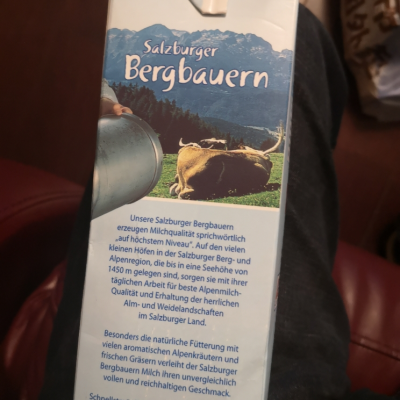 Salzburger
Bergbauern
Unsere Salzburger Bergbauern
erzeugen Milchqualität sprichwörtlich
„auf höchstem Niveau". Auf den vielen
kleinen Höfen in der Salzburger Berg- und
Alpenregion, die bis in eine Seehöhe von
1450 m gelegen sind, sorgen sie mit ihrer
täglichen Arbeit für beste Alpenmilch-
Qualität und Erhaltung der herrlichen
Alm- und Weidelandschaften
im Salzburger Land.
Besonders die natürliche Fütterung mit
vielen aromatischen Alpenkräutern und
frischen Gräsern verleiht der Salzburger
Bergbauern Milch ihren unvergleichlich
vollen und reichhaltigen Geschmack.